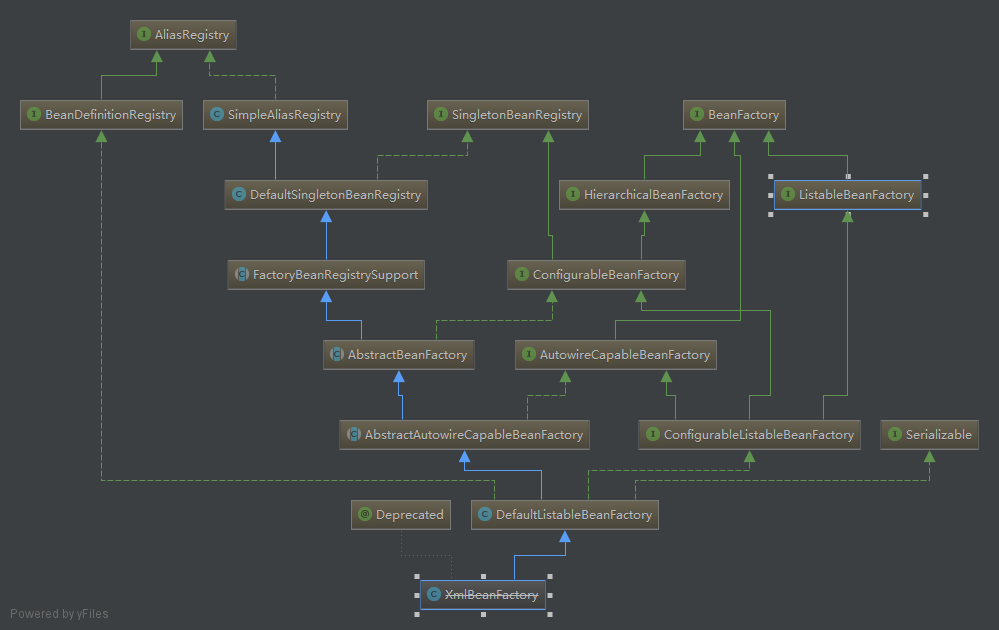 AliasRegistry
BeanDefinitionRegistry
SimpleAliasRegistry
SingletonBeanRegistry
BeanFactory
DefaultSingletonBeanRegistry
HierarchicalBeanFactory
ListableBeanFactory
FactoryBeanRegistrySupport
ConfigurableBeanFactory
AbstractBeanFactory
AutowireCapableBeanFactory
AbstractAutowireCapableBeanFactory
ConfigurableListableBeanFactory
Serializable
Deprecated
DefaultListableBeanFactory
XmlBeanFactory
Powered by yFiles